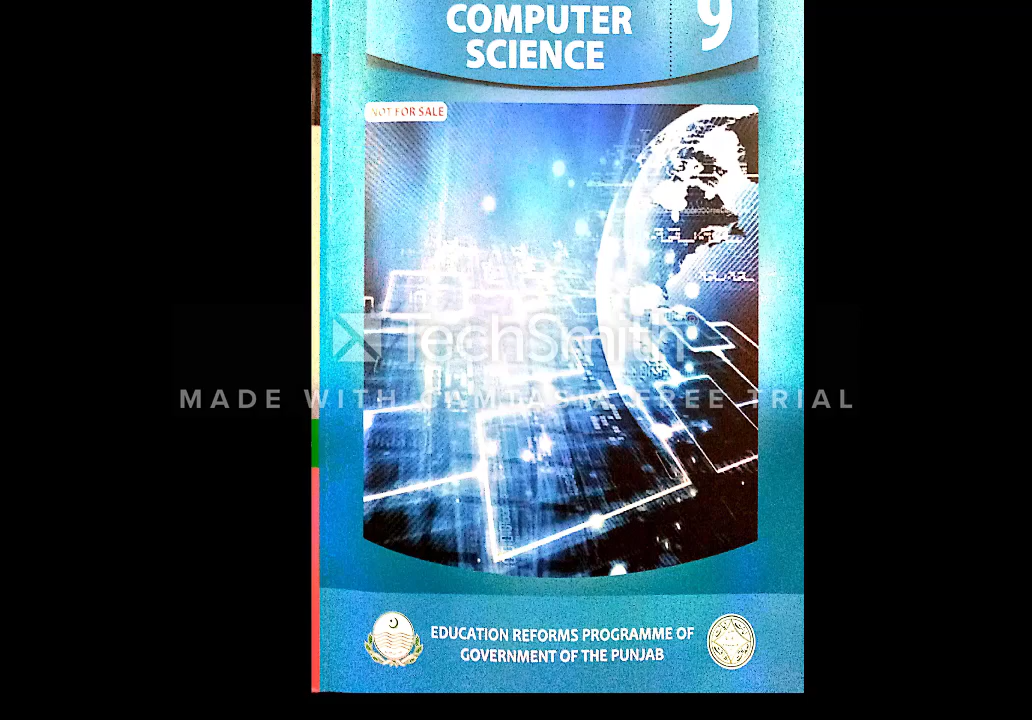 COMPUTER
SCIENCE
9
NOT FOR SALE
TechSmith
MADE WITH CAMTASIA FREE TRIAL
EDUCATION REFORMS PROGRAMME OF
GOVERNMENT OF THE PUNJAB